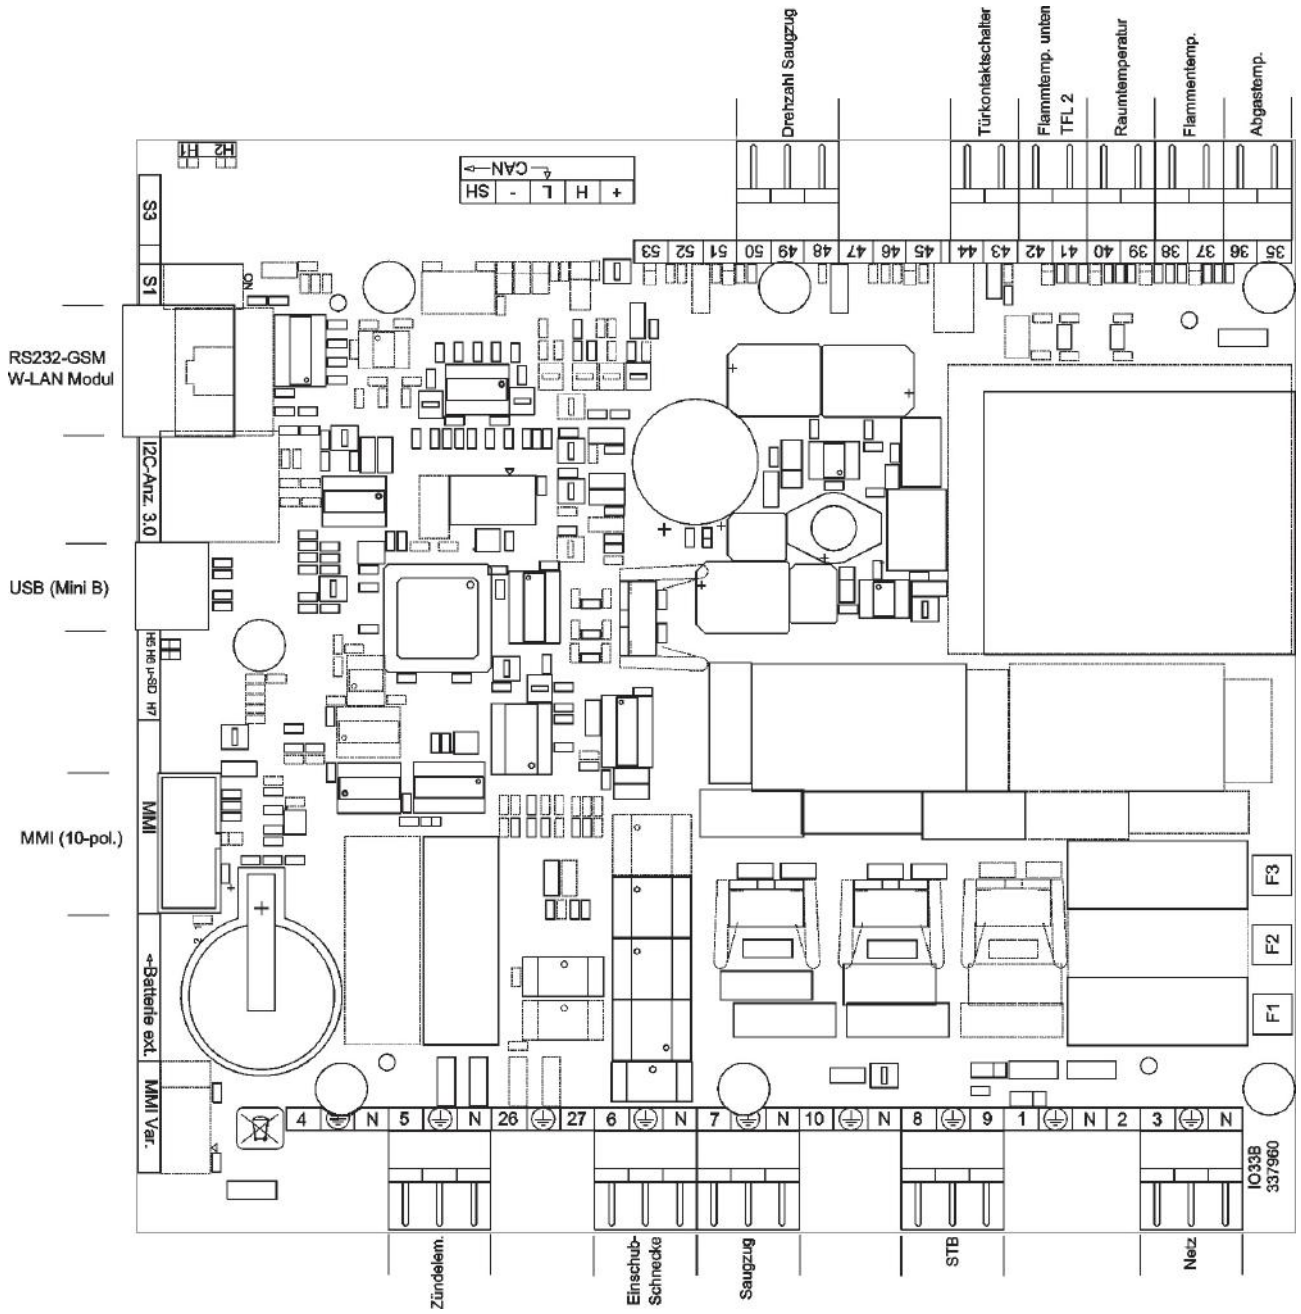 Drehzahl Saugzug
Türkontaktschalter
Flammtemp. unten
TFL 2
Raumtemperatur
Flammentemp.
Abgastemp.
H1 H2
CAN
SH - L H +
S3
53 52 51 50 49 48 47 46 45 44 43 42 41 40 39 38 37 36 35
S1
ON
RS232-GSM
W-LAN Modul
I2C-Anz. 3.0
USB (Mini B)
H5 H6 µ-SD H7
MMI
MMI (10-pol.)
F3
F2
F1
Batterie ext.
MMI Var.
4 N 5 N 26 27 6 N 7 N 10 N 8 9 1 N 2 3 N
IO33B
337960
Zündelem.
Einschub-
Schnecke
Saugzug
STB
Netz